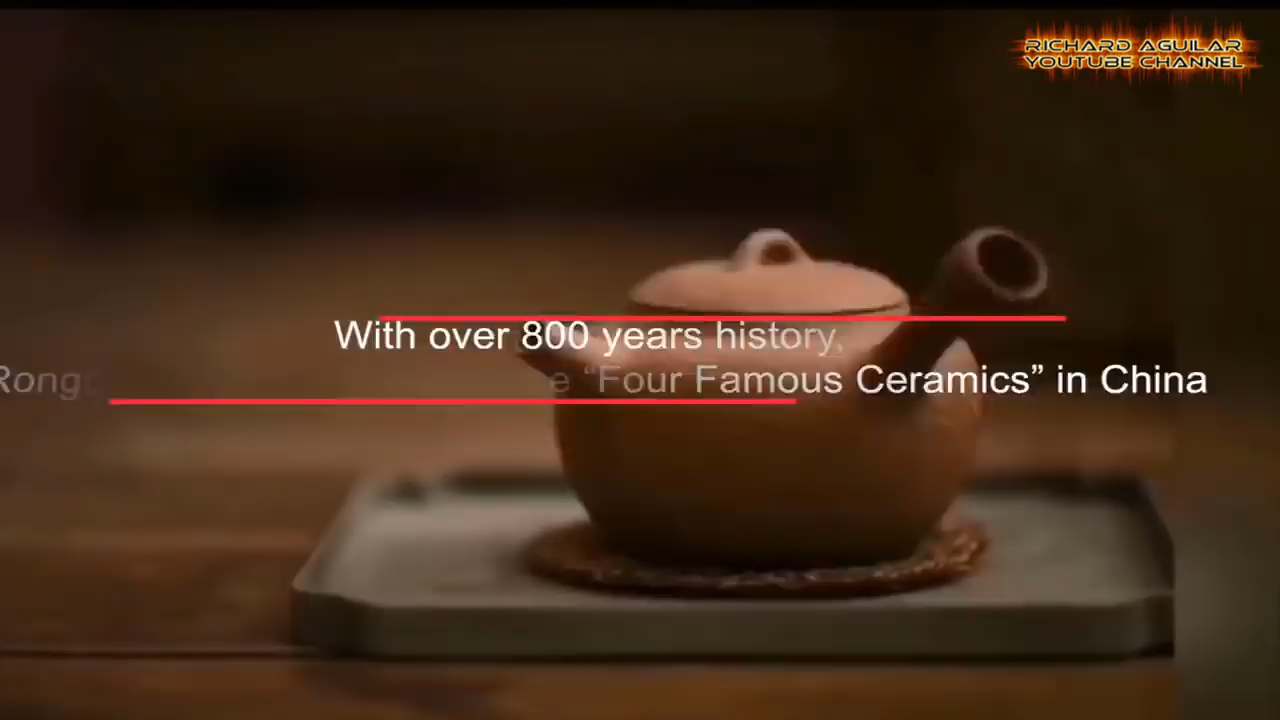 RICHARD AGUILAR
YOUTUBE CHANNEL
With over 800 years history,
“Four Famous Ceramics” in China